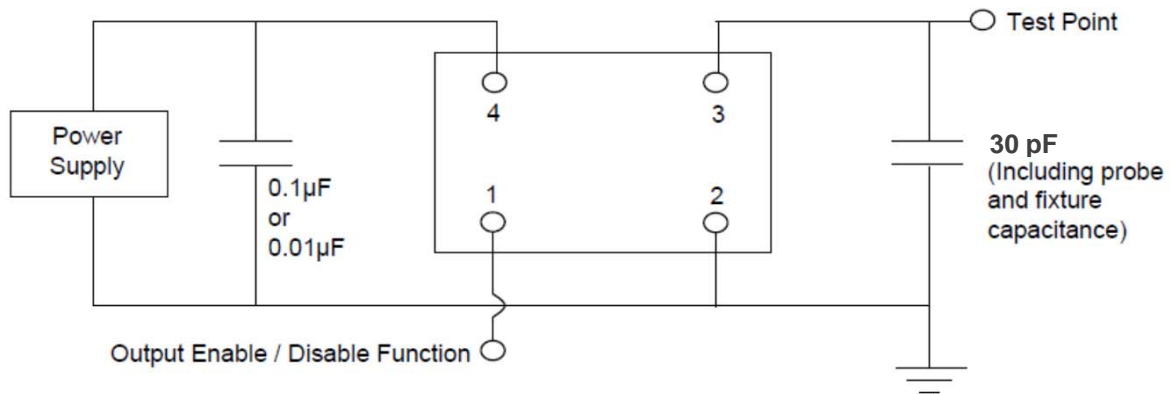 Test Point
Power
Supply
4
3
30 pF
(Including probe
and fixture
capacitance)
0.1µF
or
0.01µF
1
2
Output Enable / Disable Function